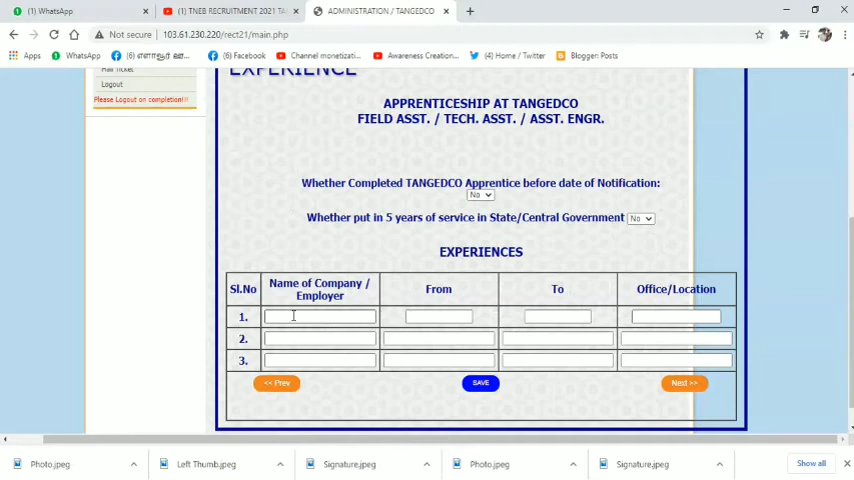 (1) WhatsApp
(1) TNEB RECRUITMENT 2021 TA
ADMINISTRATION / TANGEDCO
Not secure
103.61.230.220/rect21/main.php
Apps
WhatsApp
Facebook
Channel monetizati...
Awareness Creation...
(4) Home / Twitter
Blogger: Posts
Hall Ticket
Logout
Please Logout on completion!!!
EXPERIENCE
APPRENTICESHIP AT TANGEDCO
FIELD ASST. / TECH. ASST. / ASST. ENGR.
Whether Completed TANGEDCO Apprentice before date of Notification:
No
Whether put in 5 years of service in State/Central Government No
EXPERIENCES
Sl.No
Name of Company / Employer
From
To
Office/Location
1.
2.
3.
<< Prev
SAVE
Next >>
Photo.jpeg
Left Thumb.jpeg
Signature.jpeg
Photo.jpeg
Signature.jpeg
Show all